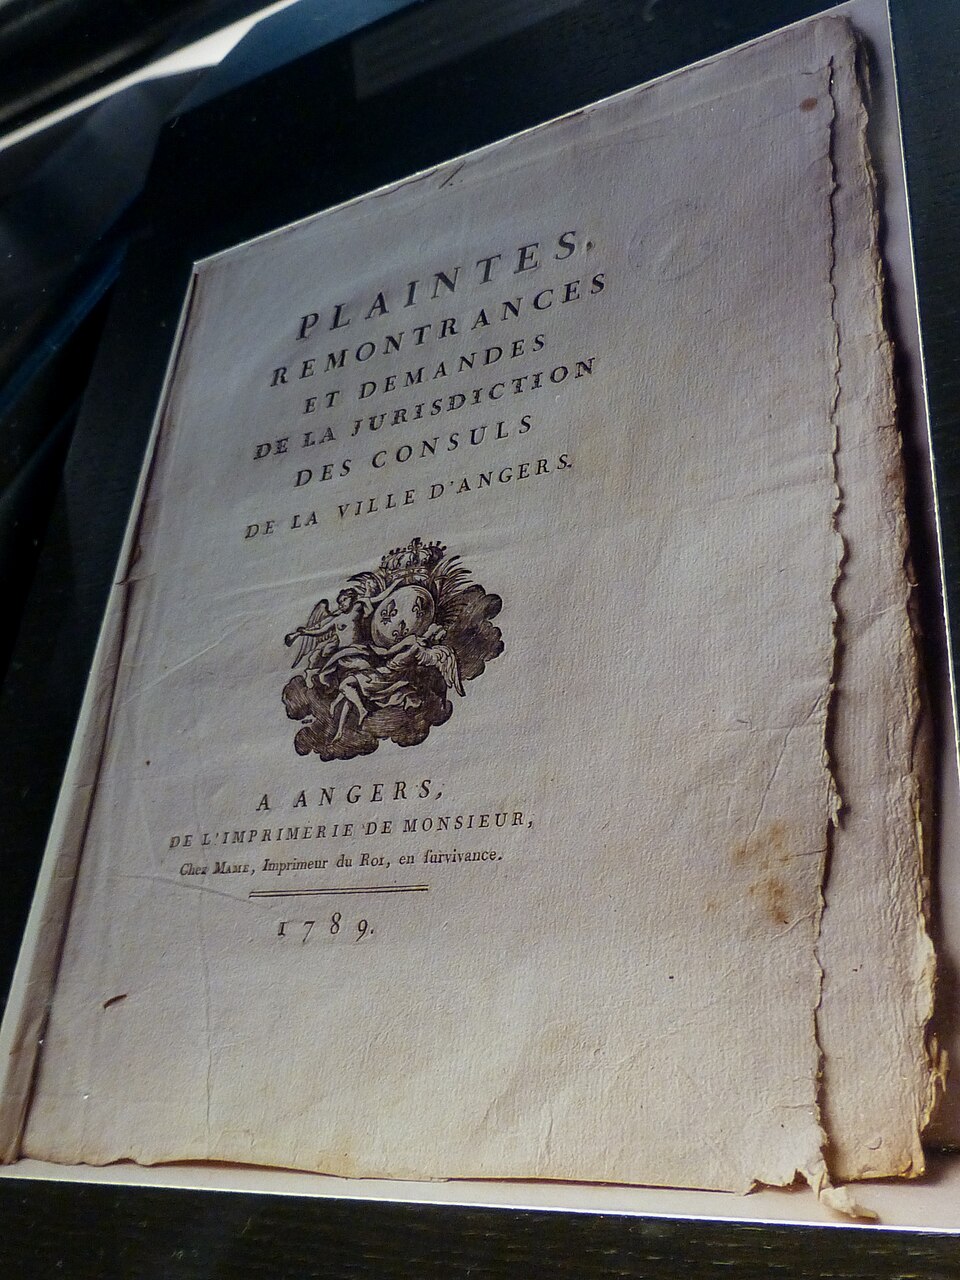 PLAINTES,
REMONTRANCES
ET DEMANDES
DE LA JURISDICTION
DES CONSULS
DE LA VILLE D'ANGERS.
A ANGERS,
DE L'IMPRIMERIE DE MONSIEUR,
Chez MAME, Imprimeur du ROI, en ſurvivance.
1789.